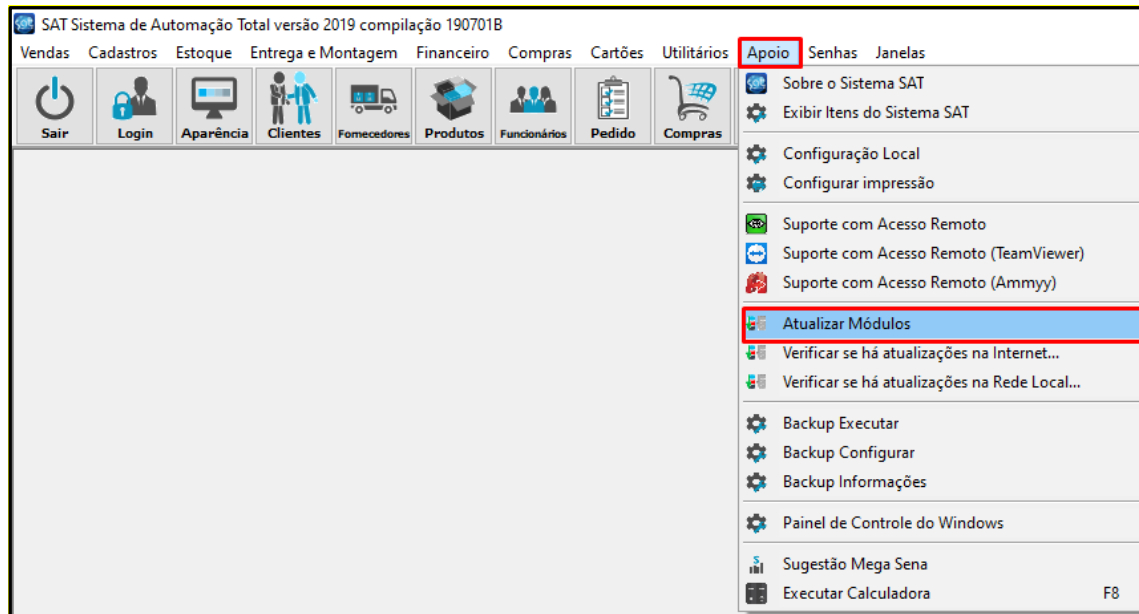 SAT Sistema de Automação Total versão 2019 compilação 190701B
Vendas Cadastros Estoque Entrega e Montagem Financeiro Compras Cartões Utilitários Apoio Senhas Janelas
Sair Login Aparência Clientes Fornecedores Produtos Funcionários Pedido Compras
Sobre o Sistema SAT
Exibir Itens do Sistema SAT
Configuração Local
Configurar impressão
Suporte com Acesso Remoto
Suporte com Acesso Remoto (TeamViewer)
Suporte com Acesso Remoto (Ammyy)
Atualizar Módulos
Verificar se há atualizações na Internet...
Verificar se há atualizações na Rede Local...
Backup Executar
Backup Configurar
Backup Informações
Painel de Controle do Windows
Sugestão Mega Sena
Executar Calculadora F8